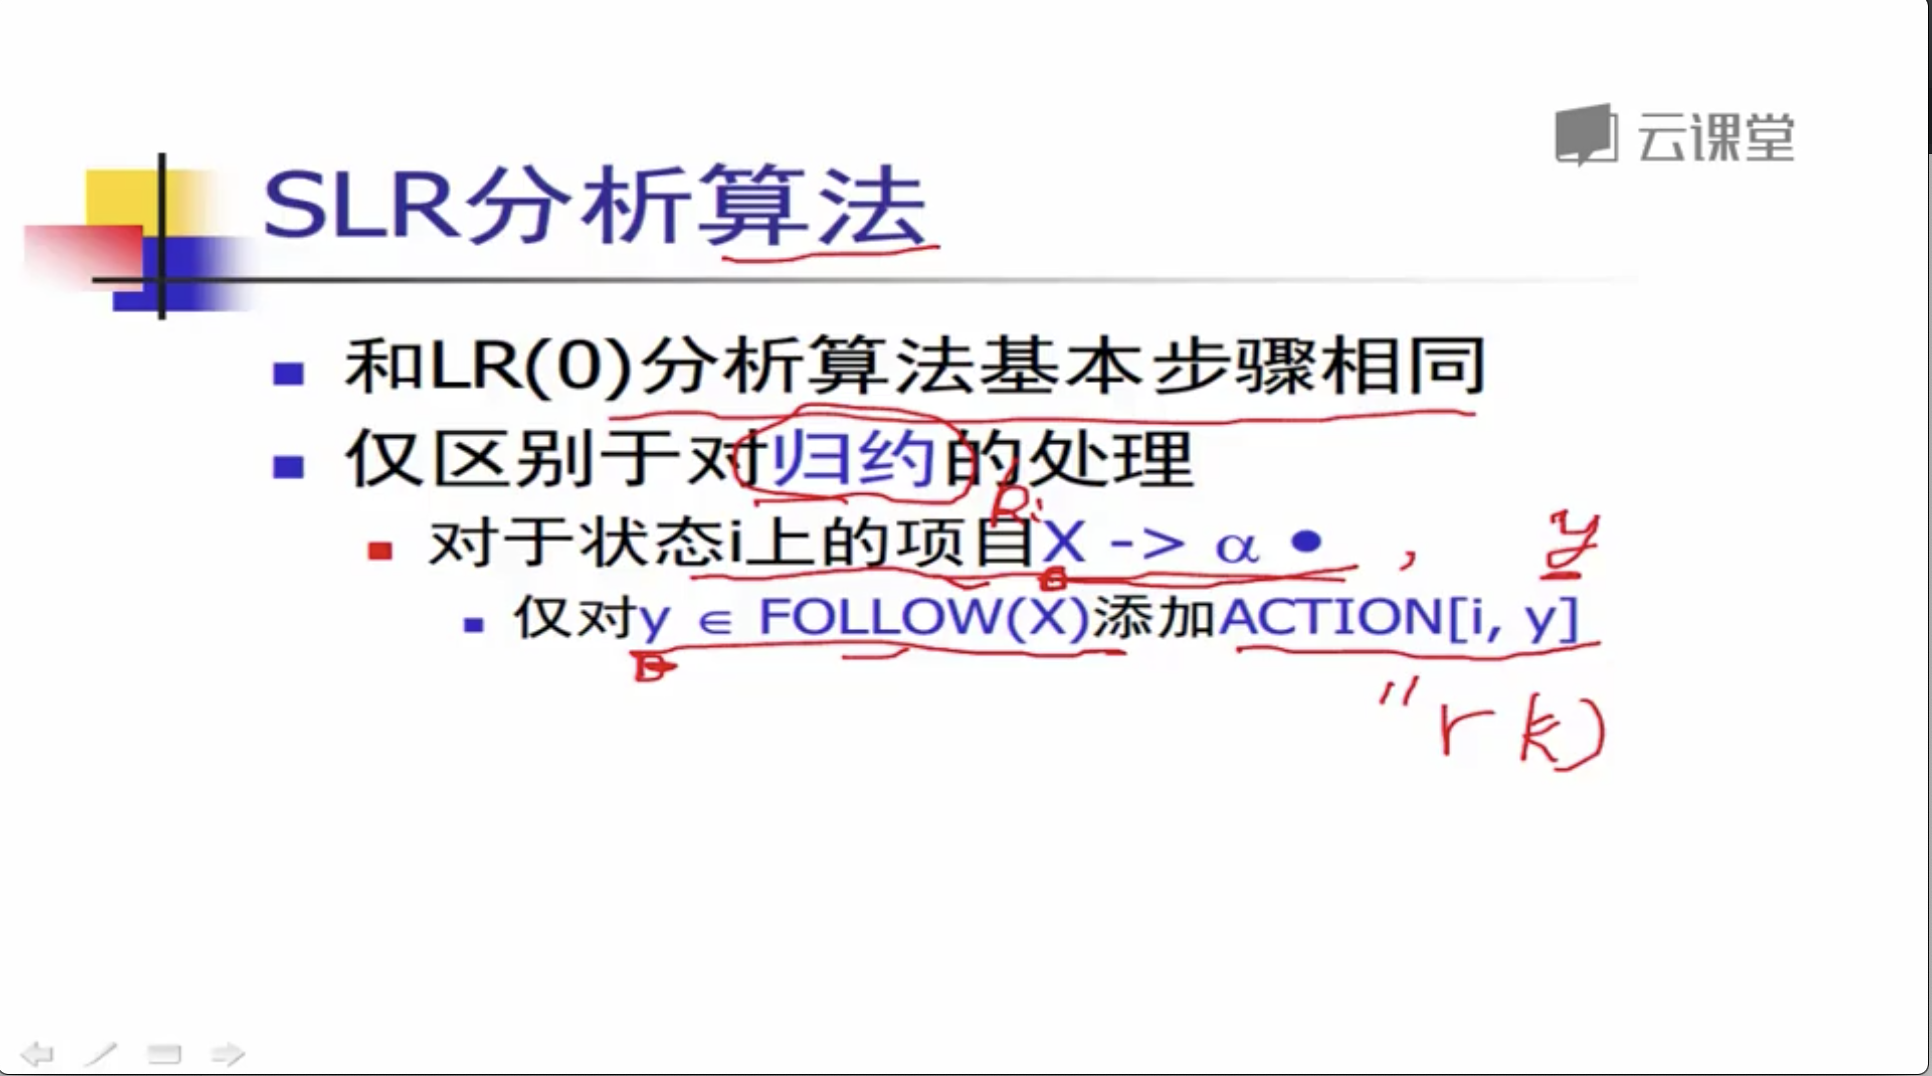 云课堂
SLR分析算法
和LR(0)分析算法基本步骤相同
仅区别于对归约的处理
对于状态i上的项目X -> α • , y
仅对y ∈ FOLLOW(X)添加ACTION[i, y]
"rk)